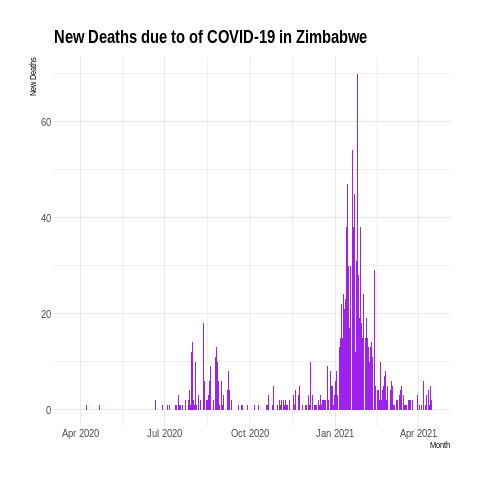 New Deaths due to of COVID-19 in Zimbabwe
New Deaths
60
40
20
0
Apr 2020 Jul 2020 Oct 2020 Jan 2021 Apr 2021
Month